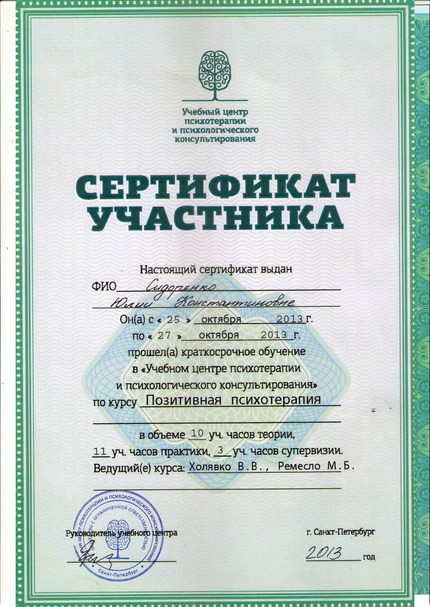 Учебный центр
психотерапии
и психологического
консультирования
СЕРТИФИКАТ
УЧАСТНИКА
Настоящий сертификат выдан
ФИО Сидоренко
Юлии Константиновне
Он(а) с « 25 » октября 2013 г.
по « 27 » октября 2013 г.
прошел(а) краткосрочное обучение
в «Учебном центре психотерапии
и психологического консультирования»
по курсу Позитивная психотерапия
в объеме 10 уч. часов теории,
11 уч. часов практики, 3 уч. часов супервизии.
Ведущий(е) курса: Холявко В.В., Ремесло М.Б.
Руководитель учебного центра
г. Санкт-Петербург
2013 год
Санкт-Петербург